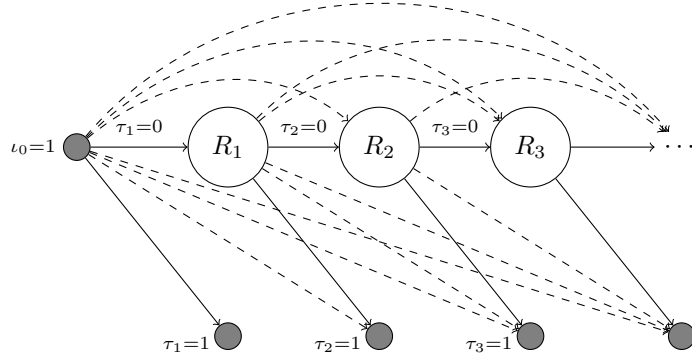 τ₁=0 τ₂=0 τ₃=0
ι₀=1 R₁ R₂ R₃ ···
τ₁=1 τ₂=1 τ₃=1